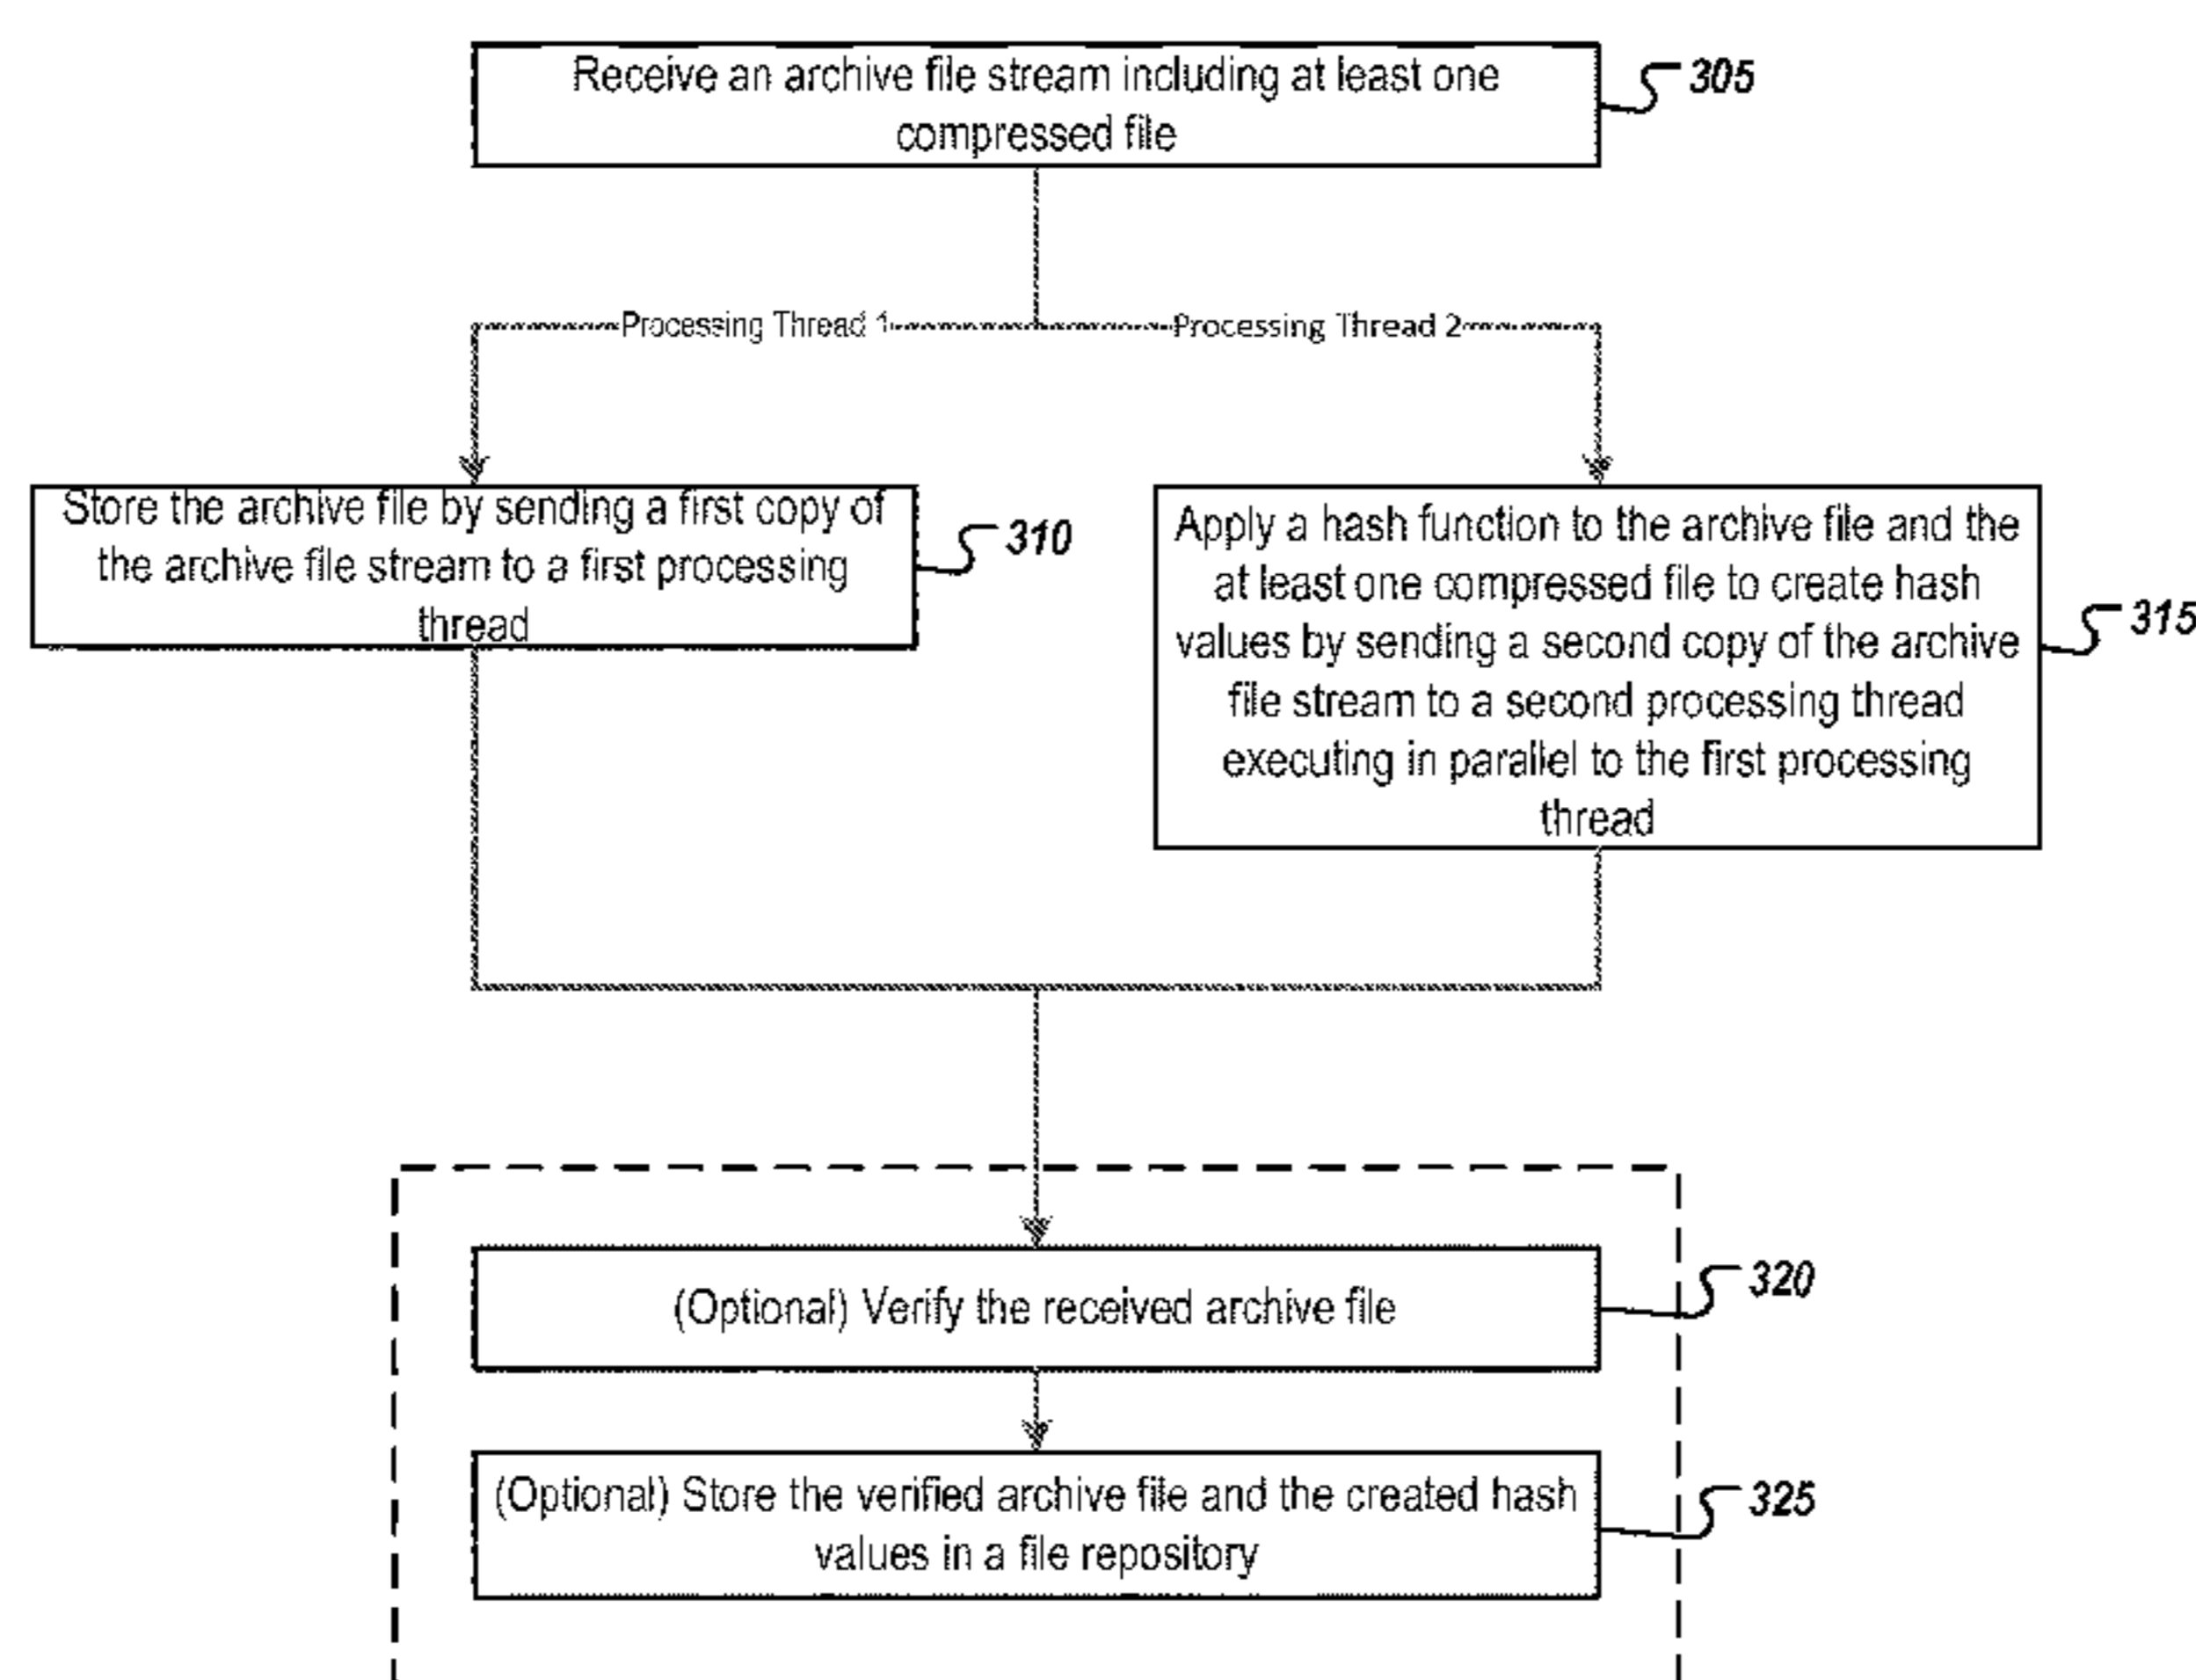 Receive an archive file stream including at least one
compressed file
305
Processing Thread 1
Processing Thread 2
Store the archive file by sending a first copy of
the archive file stream to a first processing
thread
310
Apply a hash function to the archive file and the
at least one compressed file to create hash
values by sending a second copy of the archive
file stream to a second processing thread
executing in parallel to the first processing
thread
315
(Optional) Verify the received archive file
320
(Optional) Store the verified archive file and the created hash
values in a file repository
325